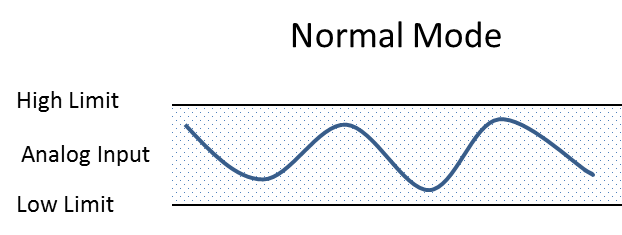 Normal Mode
High Limit
Analog Input
Low Limit